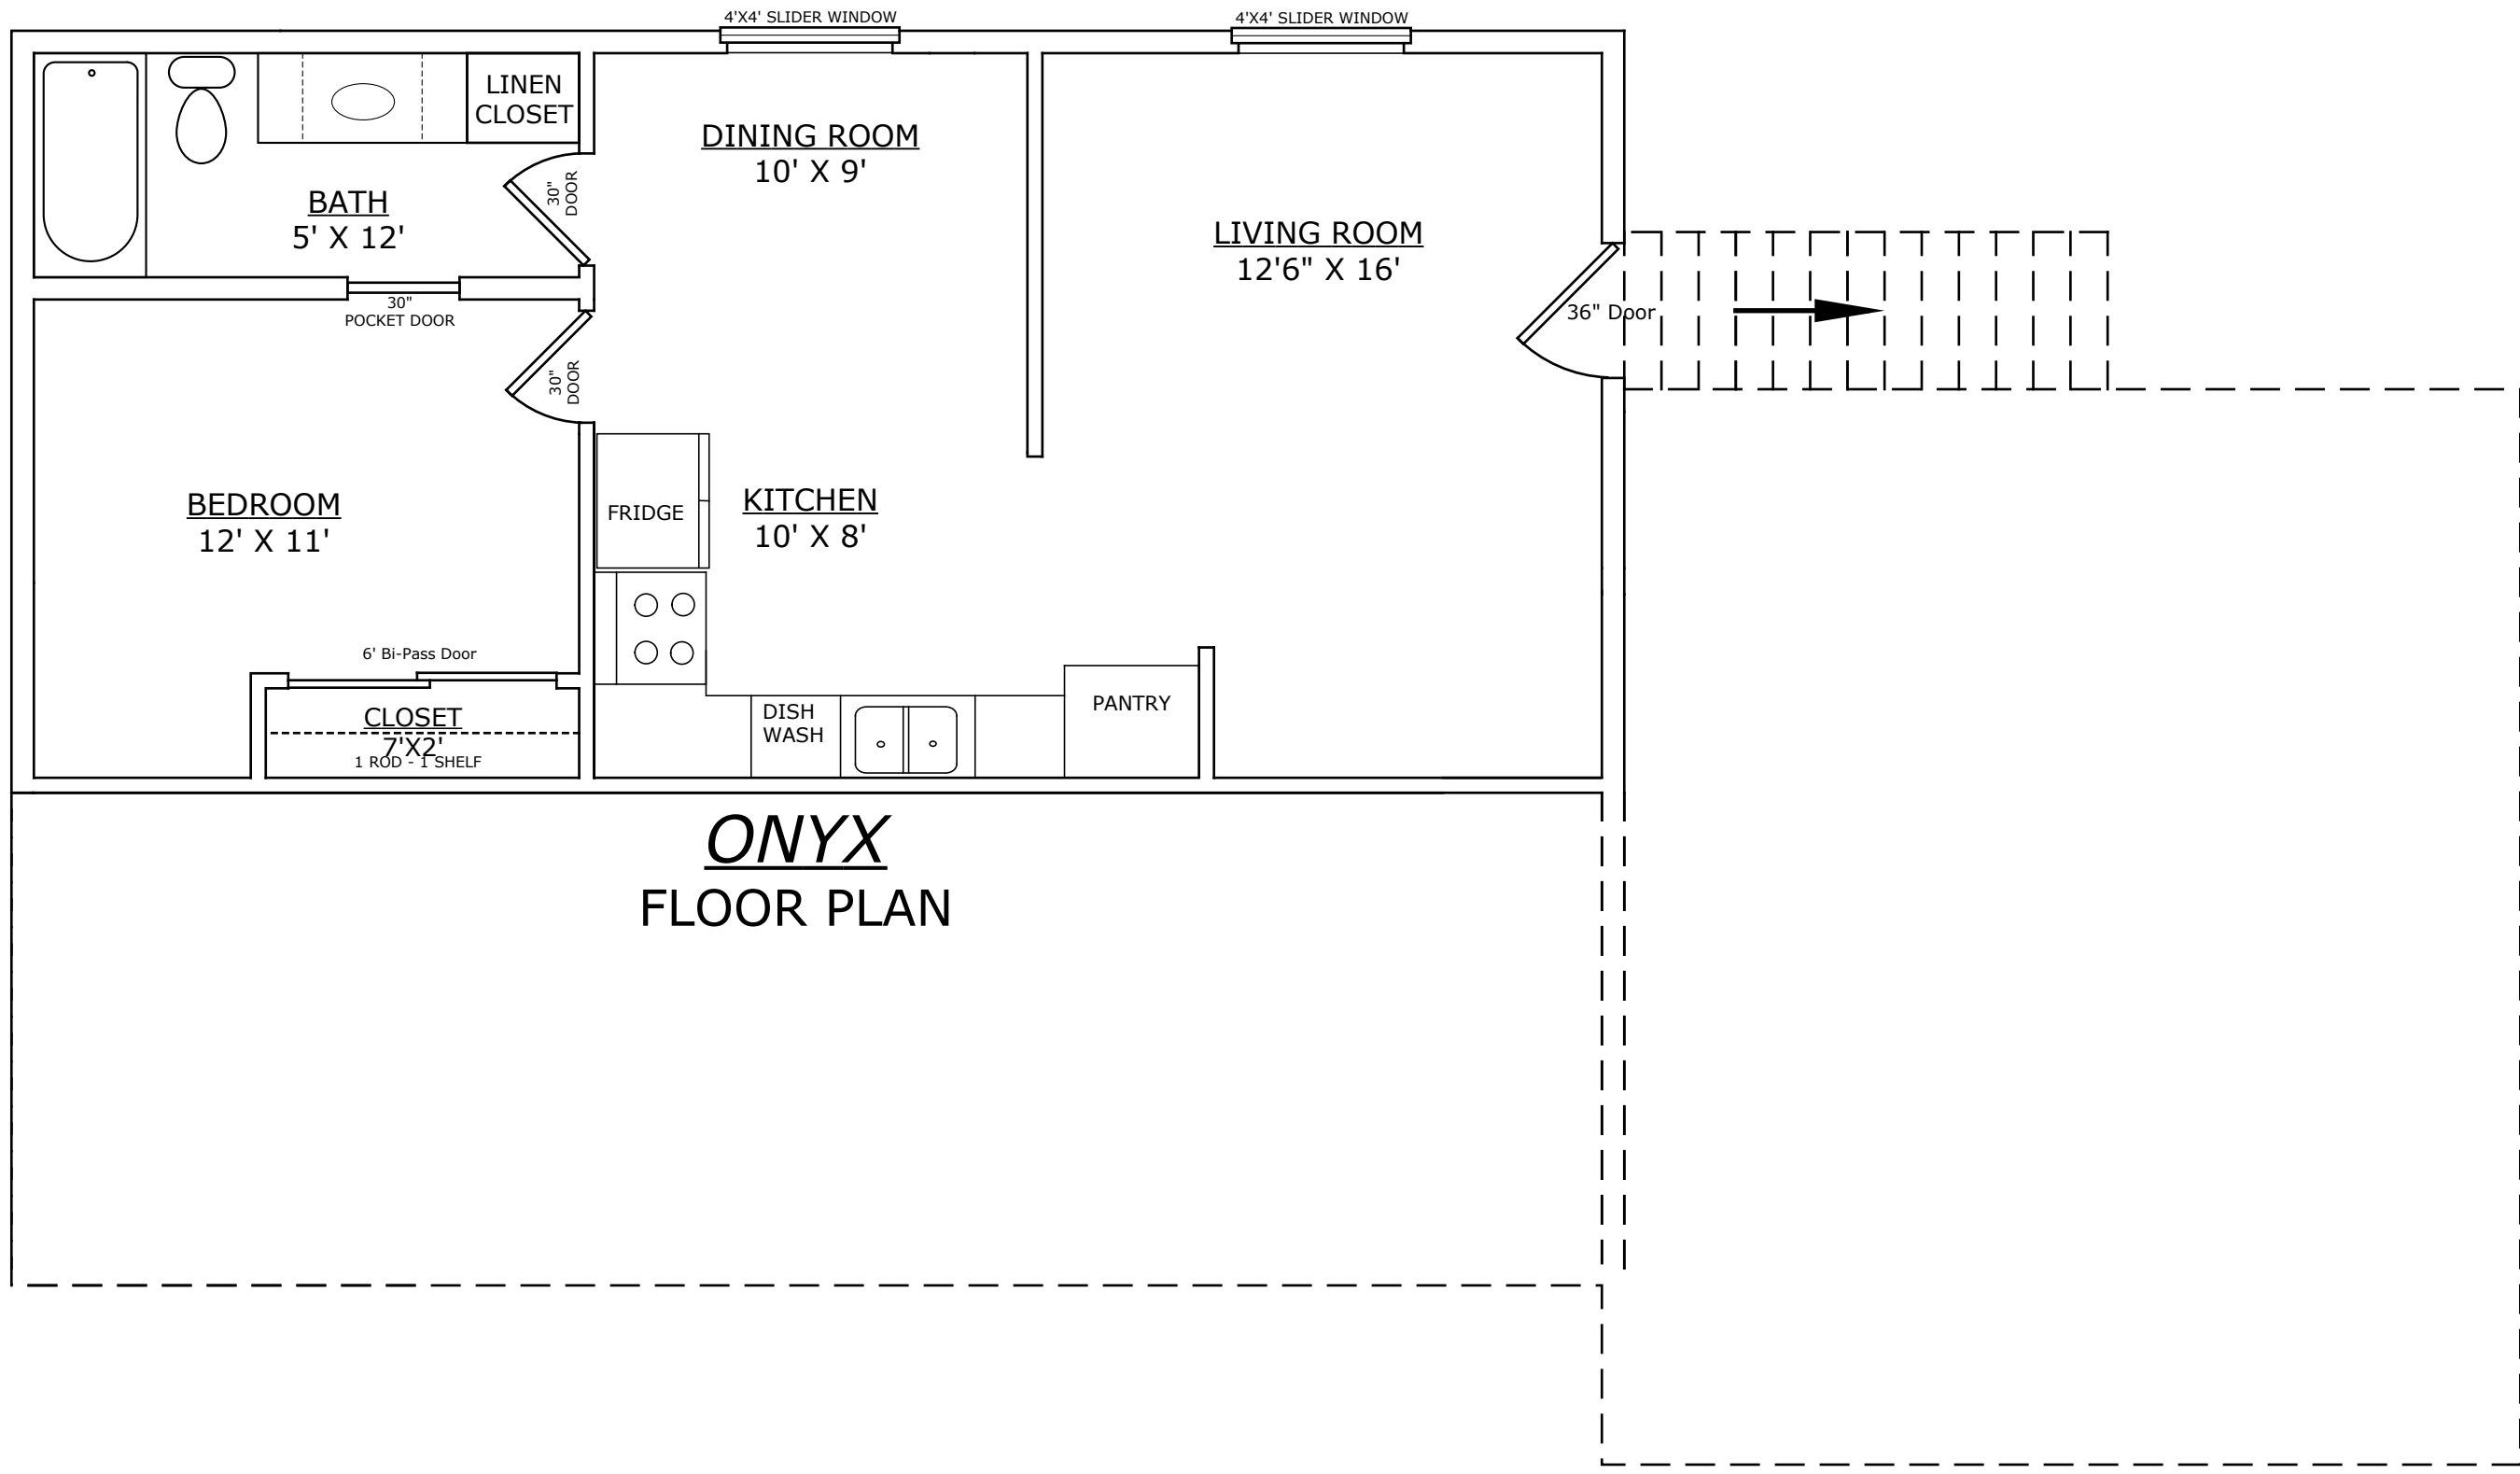 4'X4' SLIDER WINDOW
4'X4' SLIDER WINDOW
LINEN
CLOSET
DINING ROOM
10' X 9'
BATH
5' X 12'
30"
DOOR
LIVING ROOM
12'6" X 16'
30"
POCKET DOOR
36" Door
30"
DOOR
BEDROOM
12' X 11'
FRIDGE
KITCHEN
10' X 8'
6' Bi-Pass Door
CLOSET
7'X2'
1 ROD - 1 SHELF
DISH
WASH
PANTRY
ONYX
FLOOR PLAN